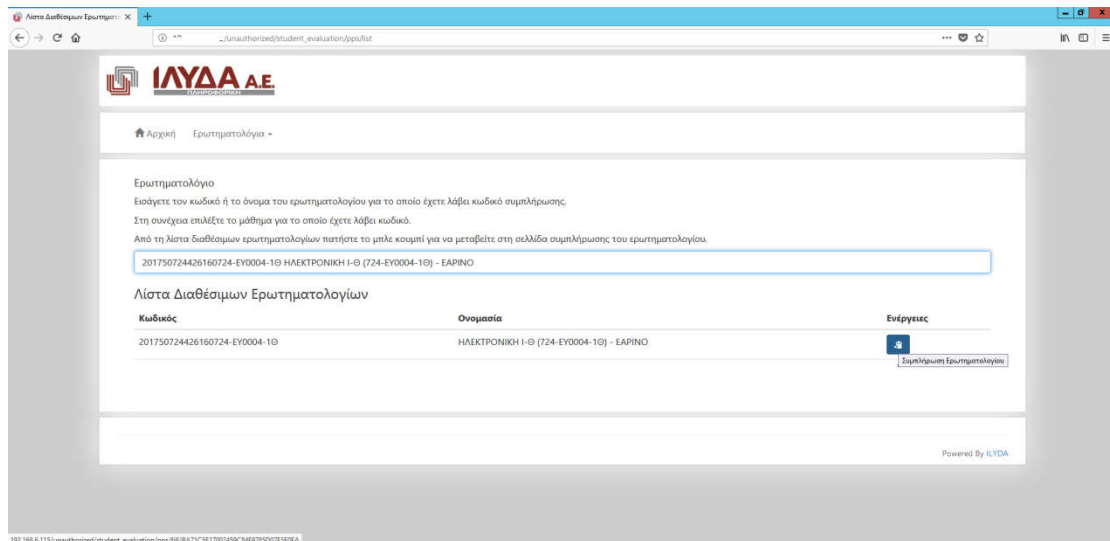 Λίστα Διαθέσιμων Ερωτηματο
_/unauthorized/student_evaluation/pps/list
ΙΛΥΔΑ Α.Ε.
ΠΛΗΡΟΦΟΡΙΚΗ
Αρχική Ερωτηματολόγια
Ερωτηματολόγιο
Εισάγετε τον κωδικό ή το όνομα του ερωτηματολογίου για το οποίο έχετε λάβει κωδικό συμπλήρωσης.
Στη συνέχεια επιλέξτε το μάθημα για το οποίο έχετε λάβει κωδικό.
Από τη λίστα διαθέσιμων ερωτηματολογίων πατήστε το μπλε κουμπί για να μεταβείτε στη σελλίδα συμπλήρωσης του ερωτηματολογίου.
201750724426160724-ΕΥ0004-1Θ ΗΛΕΚΤΡΟΝΙΚΗ Ι-Θ (724-ΕΥ0004-1Θ) - ΕΑΡΙΝΟ
Λίστα Διαθέσιμων Ερωτηματολογίων
Κωδικός Ονομασία Ενέργειες
201750724426160724-ΕΥ0004-1Θ ΗΛΕΚΤΡΟΝΙΚΗ Ι-Θ (724-ΕΥ0004-1Θ) - ΕΑΡΙΝΟ
Συμπλήρωση Ερωτηματολογίου
Powered By ILYDA